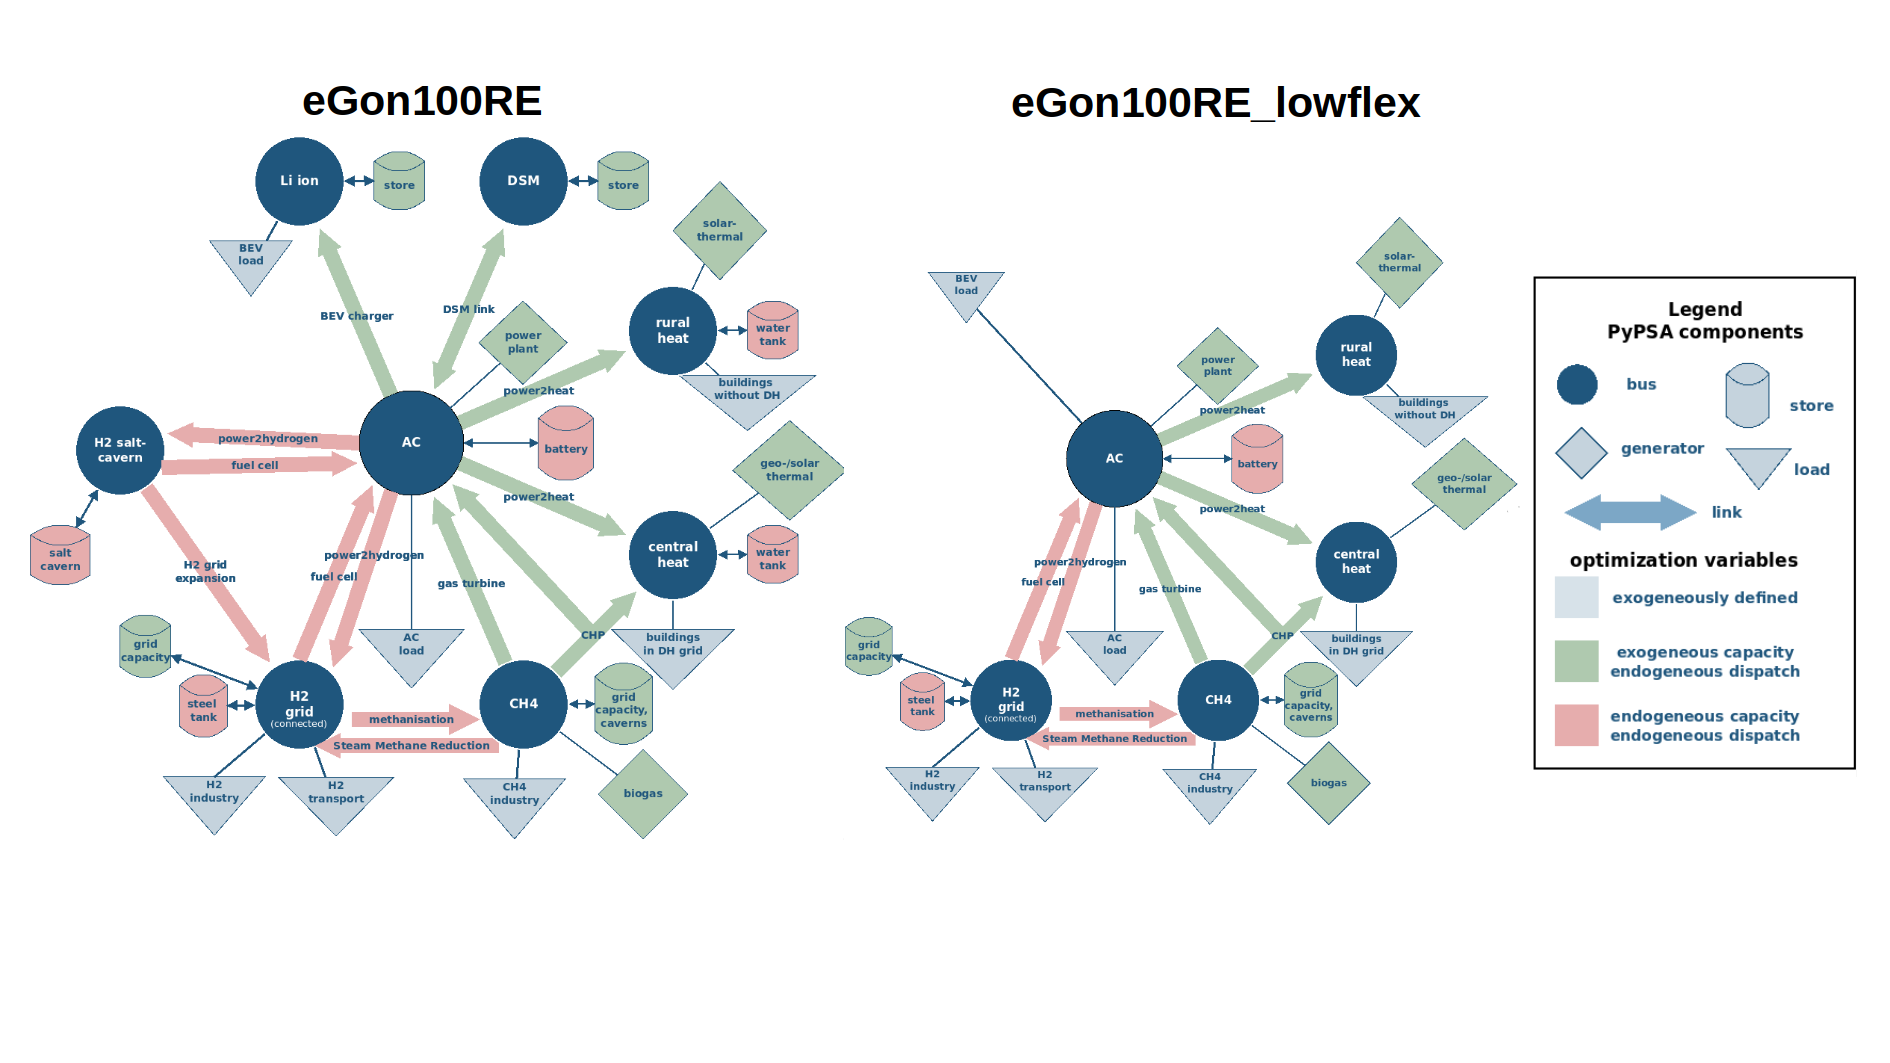 eGon100RE
Li ion
store
DSM
store
BEV
load
solar-
thermal
BEV charger
DSM link
power
plant
rural
heat
water
tank
power2heat
buildings
without DH
H2 salt-
cavern
power2hydrogen
fuel cell
AC
battery
geo-/solar
thermal
power2heat
salt
cavern
H2 grid
expansion
power2hydrogen
fuel cell
gas turbine
central
heat
water
tank
grid
capacity
AC
load
CHP
buildings
in DH grid
steel
tank
H2
grid
(connected)
methanisation
Steam Methane Reduction
CH4
grid
capacity,
caverns
H2
industry
H2
transport
CH4
industry
biogas
eGon100RE_lowflex
BEV
load
solar-
thermal
power
plant
rural
heat
power2heat
buildings
without DH
AC
battery
geo-/solar
thermal
power2heat
power2hydrogen
fuel cell
gas turbine
central
heat
grid
capacity
AC
load
CHP
buildings
in DH grid
steel
tank
H2
grid
(connected)
methanisation
Steam Methane Reduction
CH4
grid
capacity,
caverns
H2
industry
H2
transport
CH4
industry
biogas
Legend
PyPSA components
bus
store
generator
load
link
optimization variables
exogeneously defined
exogeneous capacity
endogeneous dispatch
endogeneous capacity
endogeneous dispatch